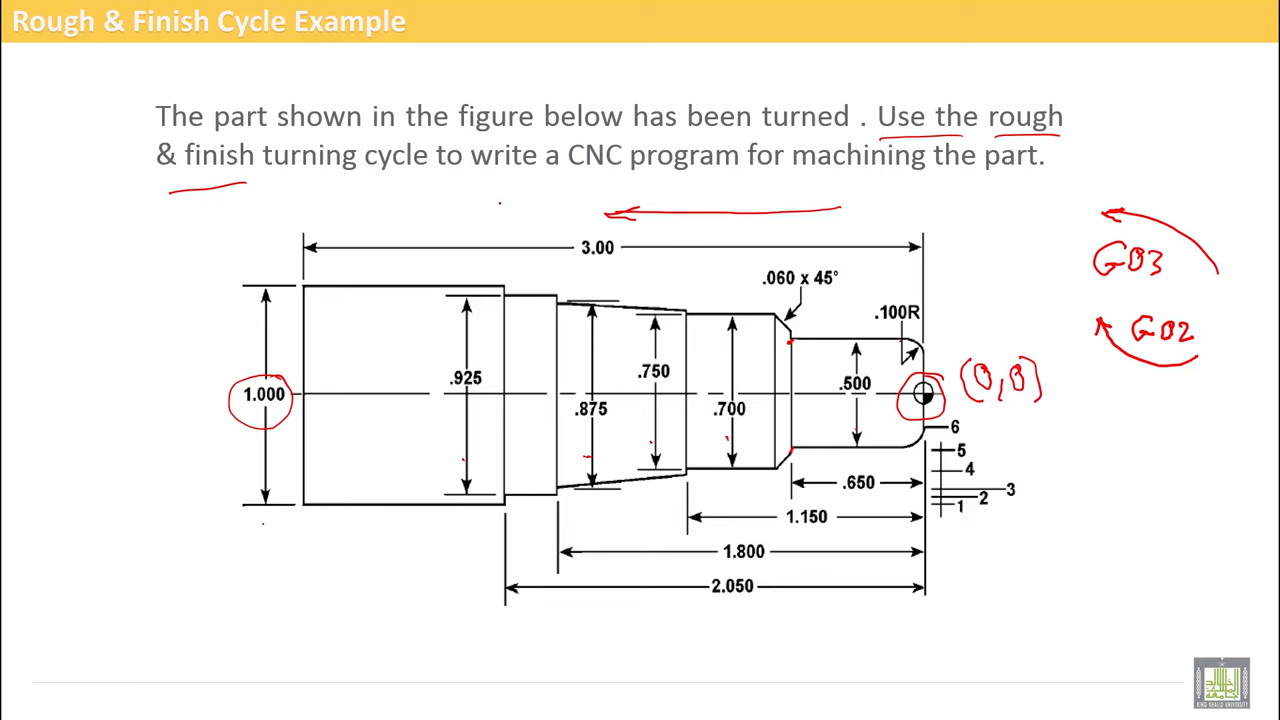 Rough & Finish Cycle Example
The part shown in the figure below has been turned . Use the rough
& finish turning cycle to write a CNC program for machining the part.
3.00
G03
.060 x 45°
.100R
G02
1.000
.925
.875
.750
.700
.500
(0,0)
6
5
4
3
2
1
.650
1.150
1.800
2.050
KING KHALID UNIVERSITY